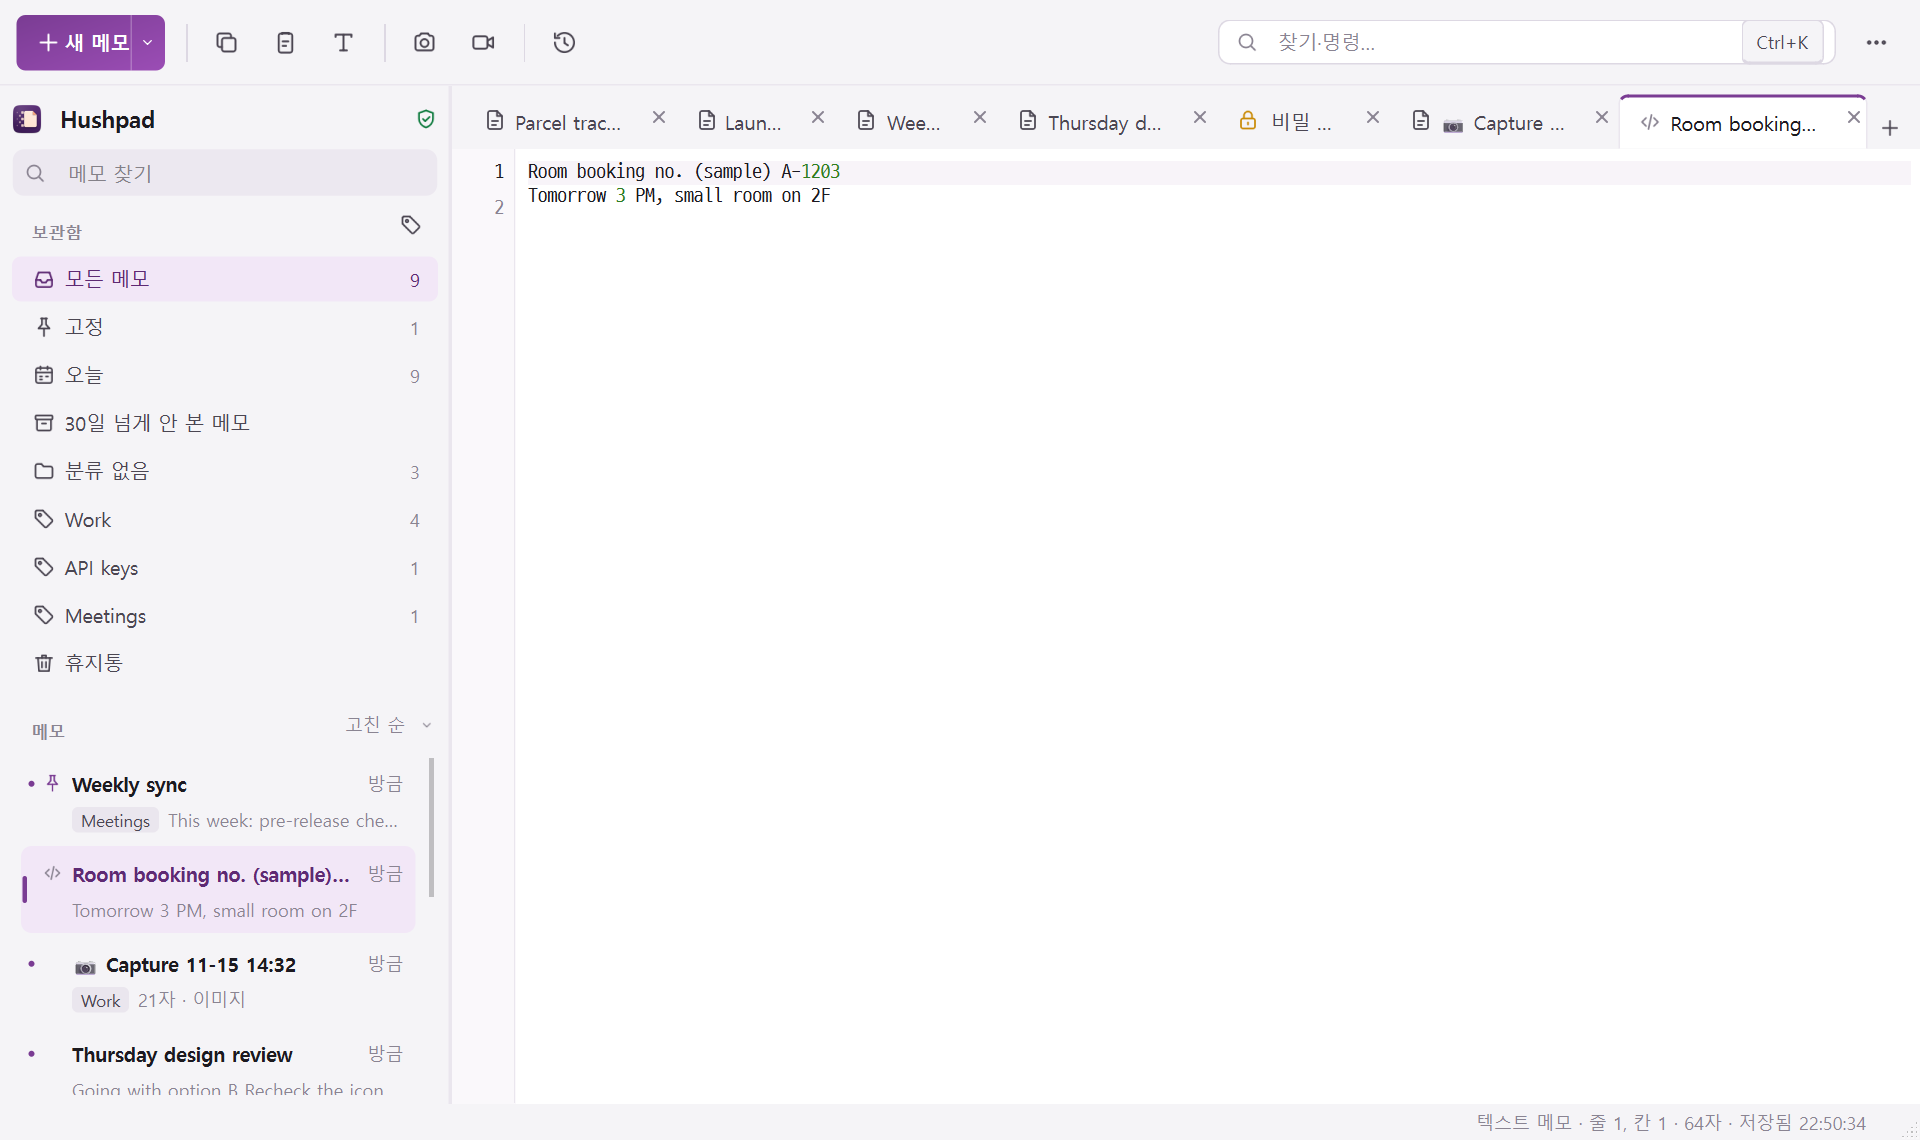 새 메모
찾기·명령...
Ctrl+K
Hushpad
메모 찾기
보관함
모든 메모 9
고정 1
오늘 9
30일 넘게 안 본 메모
분류 없음 3
Work 4
API keys 1
Meetings 1
휴지통
메모 고친 순
Weekly sync 방금
Meetings This week: pre-release che...
Room booking no. (sample)... 방금
Tomorrow 3 PM, small room on 2F
Capture 11-15 14:32 방금
Work 21자 · 이미지
Thursday design review 방금
Going with option B Recheck the icon
Parcel trac...
Laun...
Wee...
Thursday d...
비밀 ...
Capture ...
Room booking...
1 Room booking no. (sample) A-1203
2 Tomorrow 3 PM, small room on 2F
텍스트 메모 · 줄 1, 칸 1 · 64자 · 저장됨 22:50:34